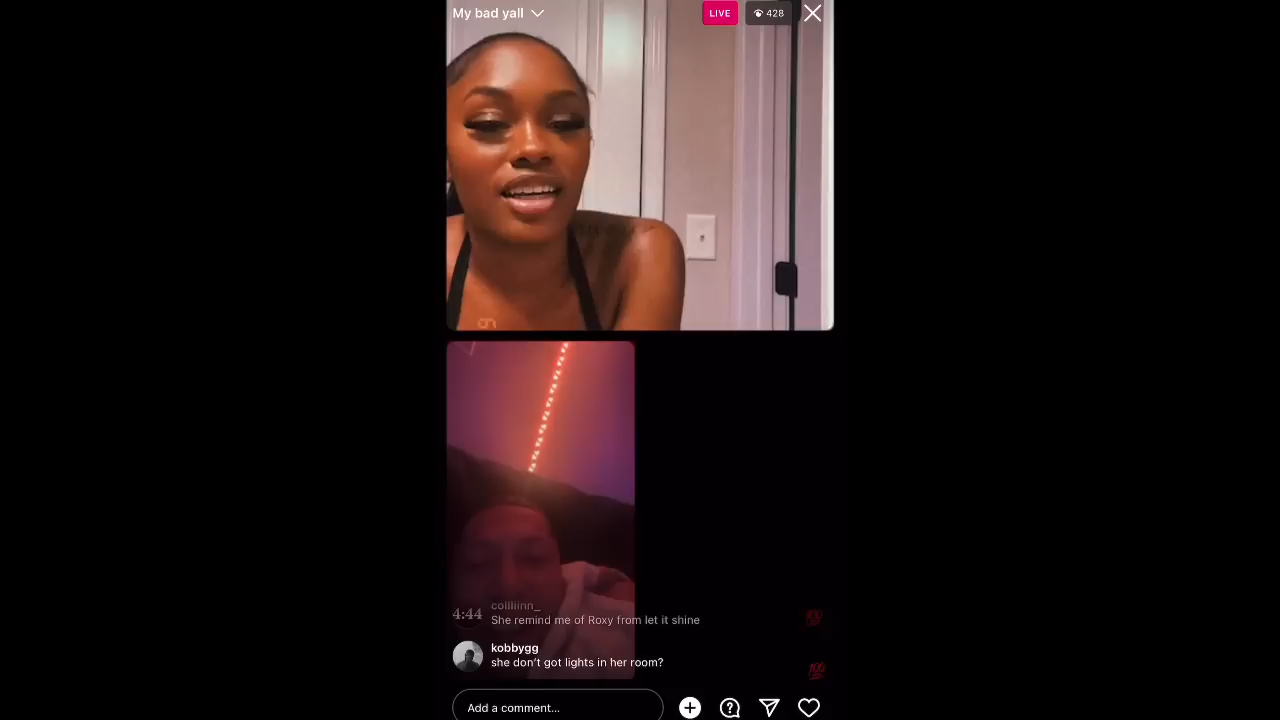 My bad yall
LIVE
428
4:44
colliinn_
She remind me of Roxy from let it shine
kobbygg
she don't got lights in her room?
Add a comment...